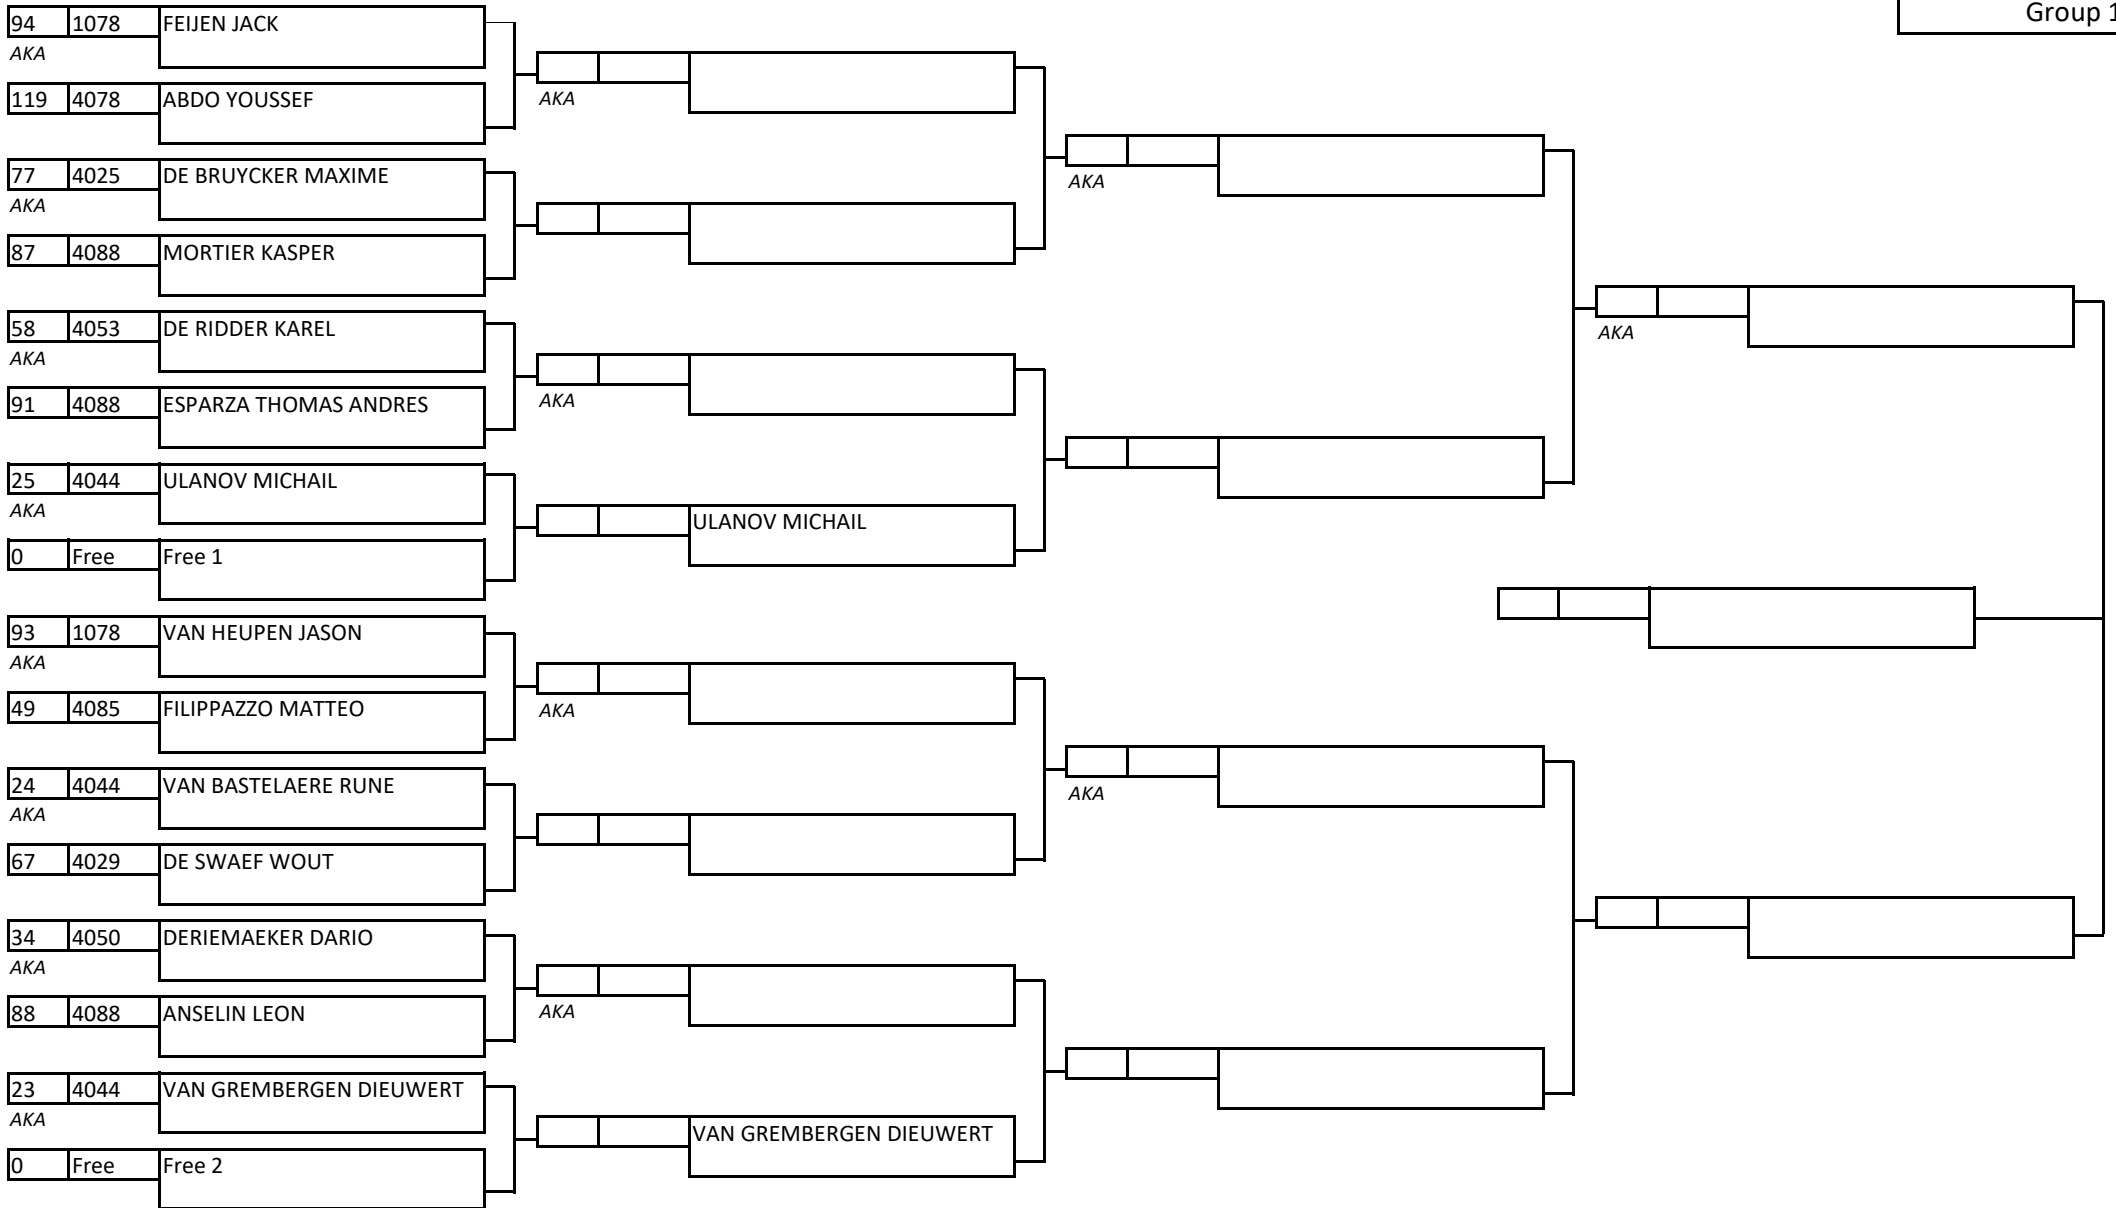 Group 1
94 1078 FEIJEN JACK
AKA
119 4078 ABDO YOUSSEF
AKA
77 4025 DE BRUYCKER MAXIME
AKA
AKA
87 4088 MORTIER KASPER
58 4053 DE RIDDER KAREL
AKA
AKA
91 4088 ESPARZA THOMAS ANDRES
AKA
25 4044 ULANOV MICHAIL
AKA
ULANOV MICHAIL
0 Free Free 1
93 1078 VAN HEUPEN JASON
AKA
49 4085 FILIPPAZZO MATTEO
AKA
24 4044 VAN BASTELAERE RUNE
AKA
AKA
67 4029 DE SWAEF WOUT
34 4050 DERIEMAEKER DARIO
AKA
88 4088 ANSELIN LEON
AKA
23 4044 VAN GREMBERGEN DIEUWERT
AKA
VAN GREMBERGEN DIEUWERT
0 Free Free 2